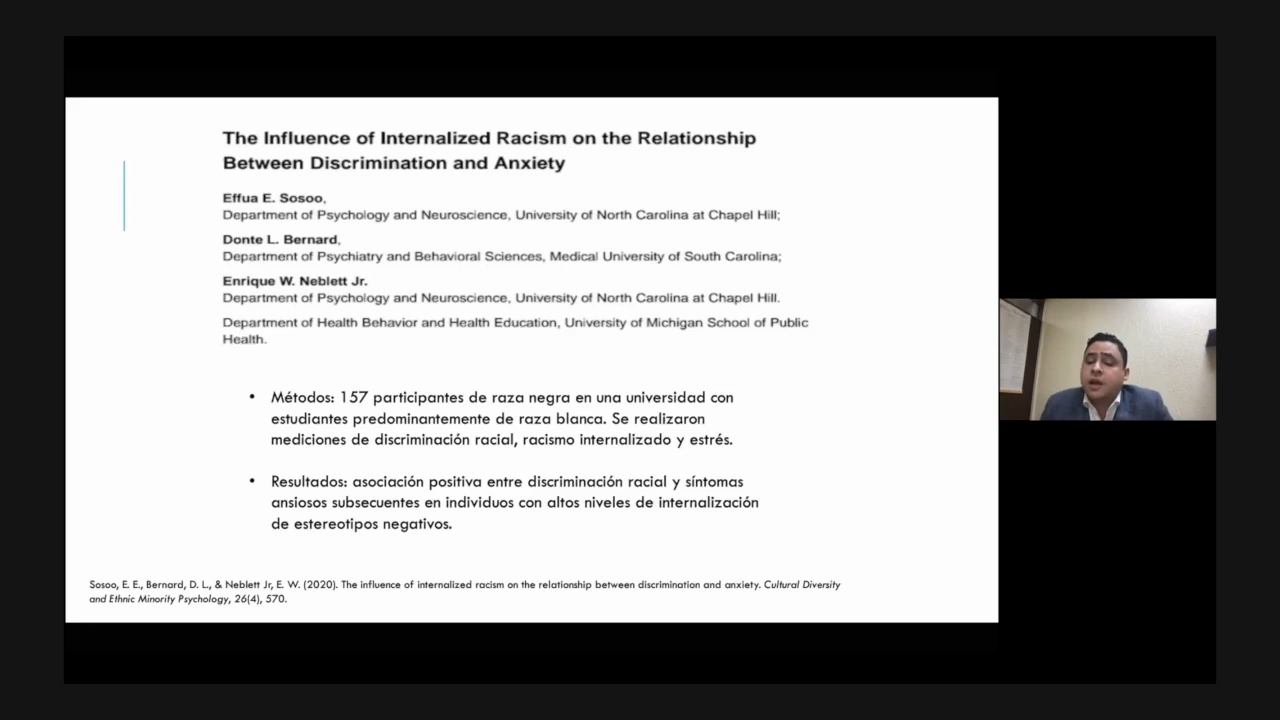 The Influence of Internalized Racism on the Relationship
Between Discrimination and Anxiety
Effua E. Sosoo,
Department of Psychology and Neuroscience, University of North Carolina at Chapel Hill;
Donte L. Bernard,
Department of Psychiatry and Behavioral Sciences, Medical University of South Carolina;
Enrique W. Neblett Jr.
Department of Psychology and Neuroscience, University of North Carolina at Chapel Hill.
Department of Health Behavior and Health Education, University of Michigan School of Public
Health.
• Métodos: 157 participantes de raza negra en una universidad con
estudiantes predominantemente de raza blanca. Se realizaron
mediciones de discriminación racial, racismo internalizado y estrés.
• Resultados: asociación positiva entre discriminación racial y síntomas
ansiosos subsecuentes en individuos con altos niveles de internalización
de estereotipos negativos.
Sosoo, E. E., Bernard, D. L., & Neblett Jr, E. W. (2020). The influence of internalized racism on the relationship between discrimination and anxiety. Cultural Diversity
and Ethnic Minority Psychology, 26(4), 570.